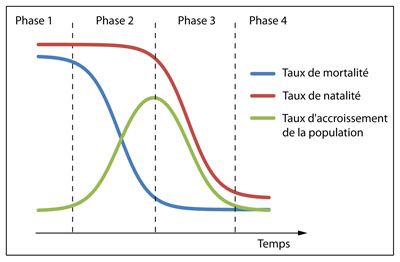 Phase 1
Phase 2
Phase 3
Phase 4
Taux de mortalité
Taux de natalité
Taux d'accroissement
de la population
Temps